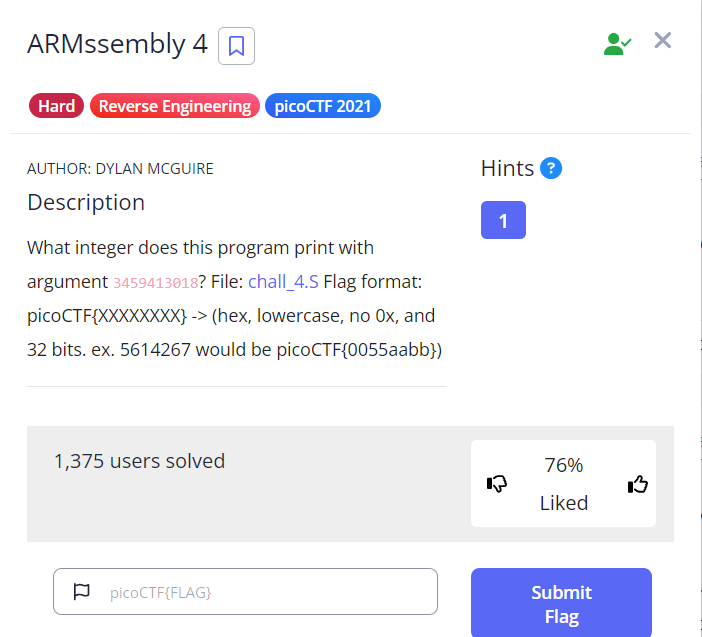 ARMssembly 4
Hard Reverse Engineering picoCTF 2021
AUTHOR: DYLAN MCGUIRE
Hints ?
Description
1
What integer does this program print with
argument 3459413018? File: chall_4.S Flag format:
picoCTF{XXXXXXXX} -> (hex, lowercase, no 0x, and
32 bits. ex. 5614267 would be picoCTF{0055aabb})
1,375 users solved
76%
Liked
picoCTF{FLAG}
Submit
Flag